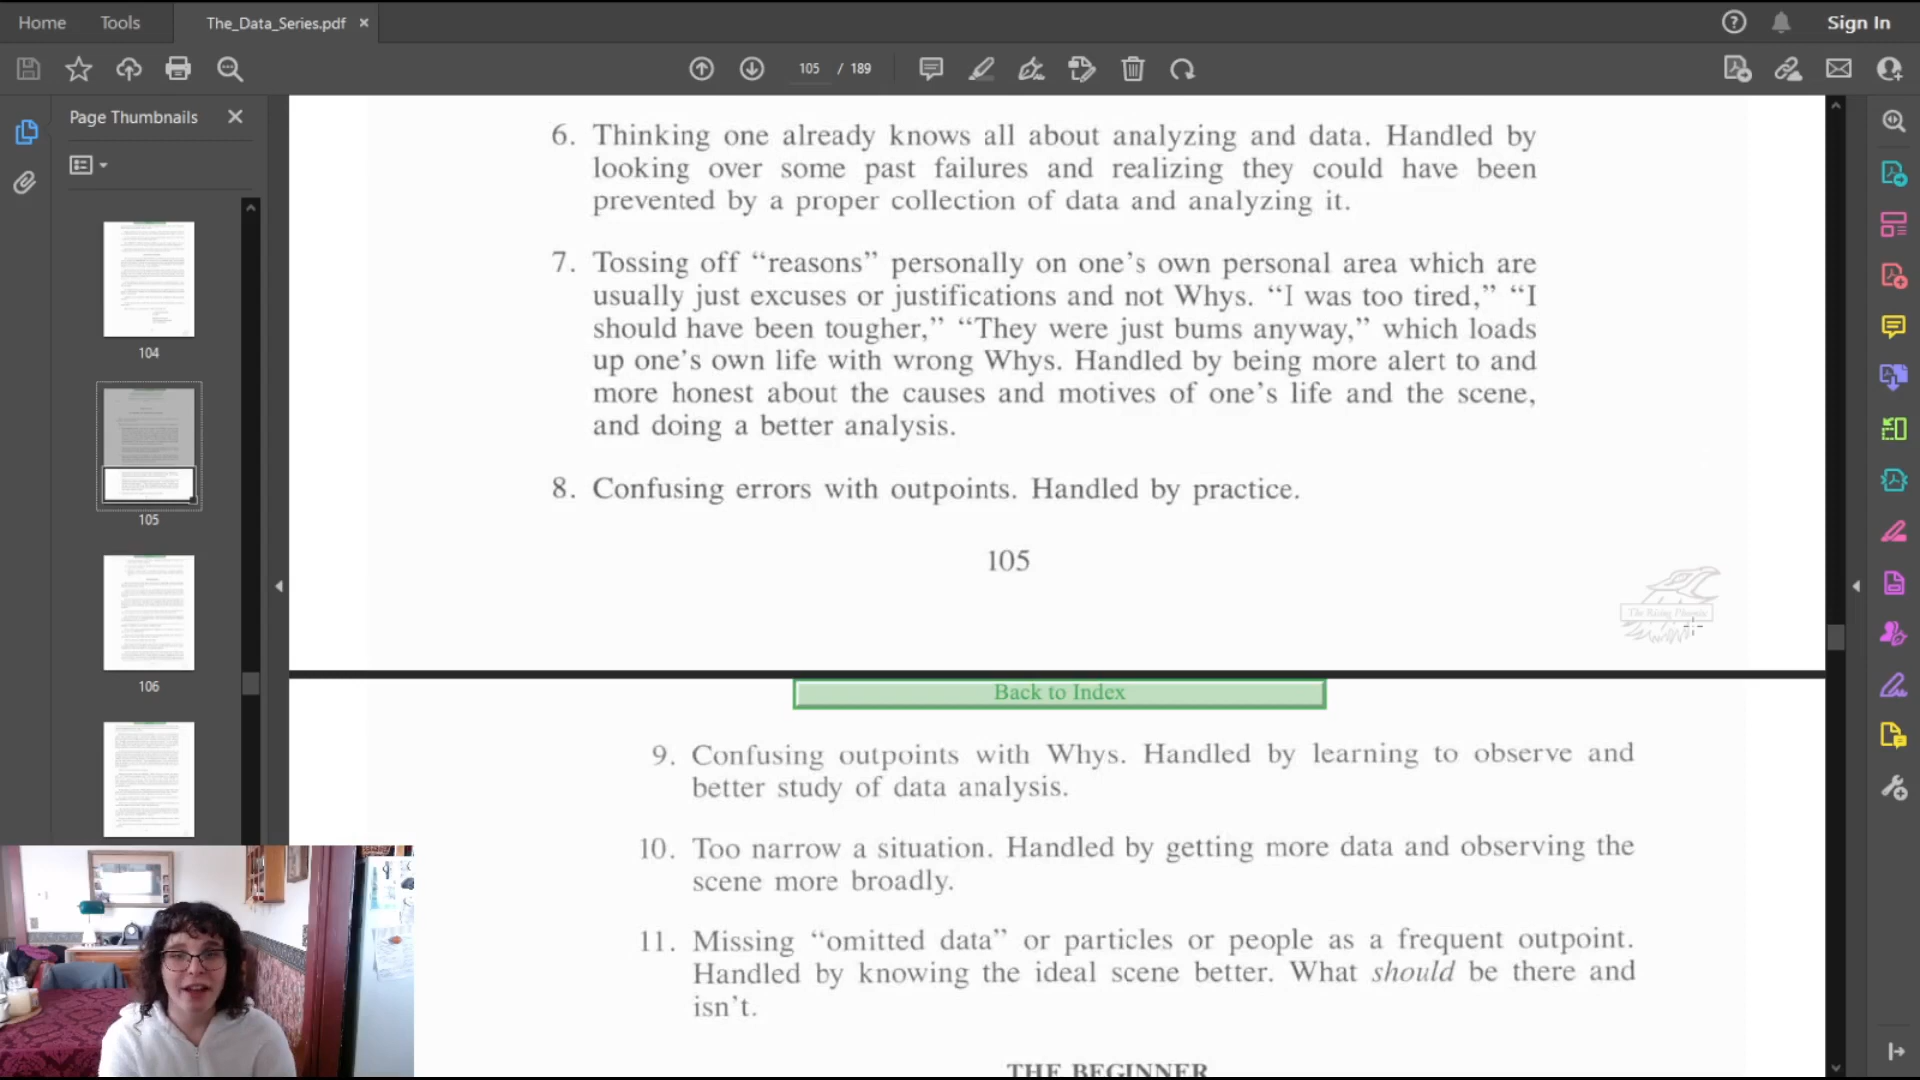 Home Tools The_Data_Series.pdf × Sign In
105 / 189
Page Thumbnails
104
105
106
6. Thinking one already knows all about analyzing and data. Handled by
looking over some past failures and realizing they could have been
prevented by a proper collection of data and analyzing it.
7. Tossing off “reasons” personally on one’s own personal area which are
usually just excuses or justifications and not Whys. “I was too tired,” “I
should have been tougher,” “They were just bums anyway,” which loads
up one’s own life with wrong Whys. Handled by being more alert to and
more honest about the causes and motives of one’s life and the scene,
and doing a better analysis.
8. Confusing errors with outpoints. Handled by practice.
105
The Rising Phoenix
Back to Index
9. Confusing outpoints with Whys. Handled by learning to observe and
better study of data analysis.
10. Too narrow a situation. Handled by getting more data and observing the
scene more broadly.
11. Missing “omitted data” or particles or people as a frequent outpoint.
Handled by knowing the ideal scene better. What should be there and
isn’t.
THE BEGINNER